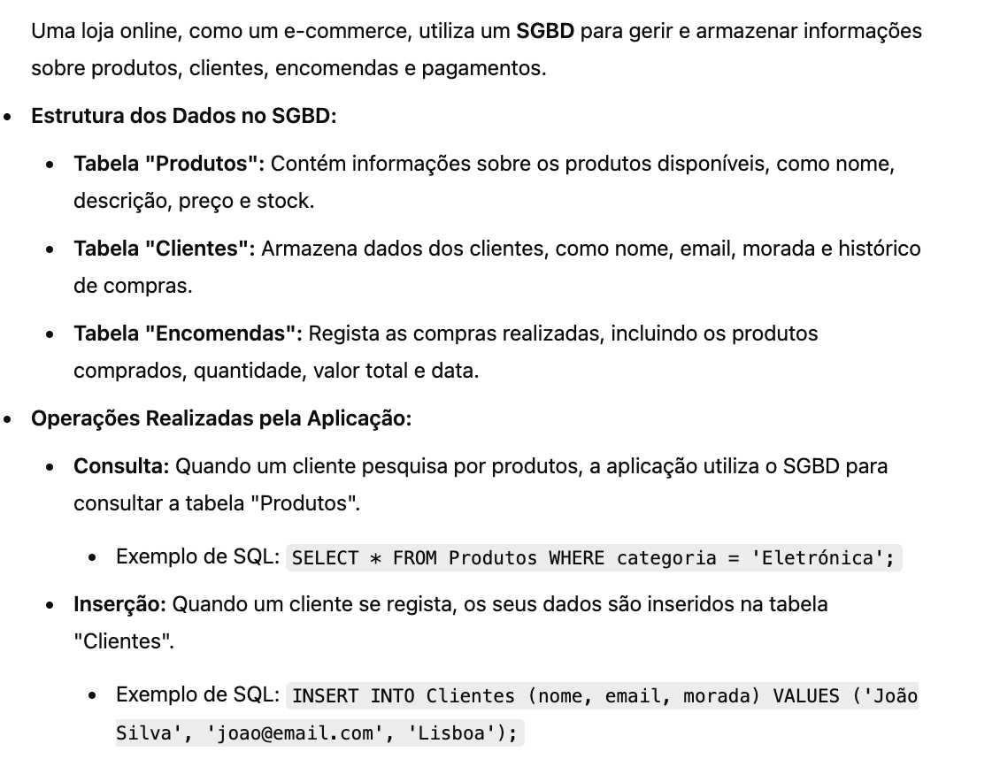 Uma loja online, como um e-commerce, utiliza um SGBD para gerir e armazenar informações
sobre produtos, clientes, encomendas e pagamentos.
• Estrutura dos Dados no SGBD:
• Tabela "Produtos": Contém informações sobre os produtos disponíveis, como nome,
descrição, preço e stock.
• Tabela "Clientes": Armazena dados dos clientes, como nome, email, morada e histórico
de compras.
• Tabela "Encomendas": Regista as compras realizadas, incluindo os produtos
comprados, quantidade, valor total e data.
• Operações Realizadas pela Aplicação:
• Consulta: Quando um cliente pesquisa por produtos, a aplicação utiliza o SGBD para
consultar a tabela "Produtos".
• Exemplo de SQL: SELECT * FROM Produtos WHERE categoria = 'Eletrónica';
• Inserção: Quando um cliente se regista, os seus dados são inseridos na tabela
"Clientes".
• Exemplo de SQL: INSERT INTO Clientes (nome, email, morada) VALUES ('João
Silva', 'joao@email.com', 'Lisboa');